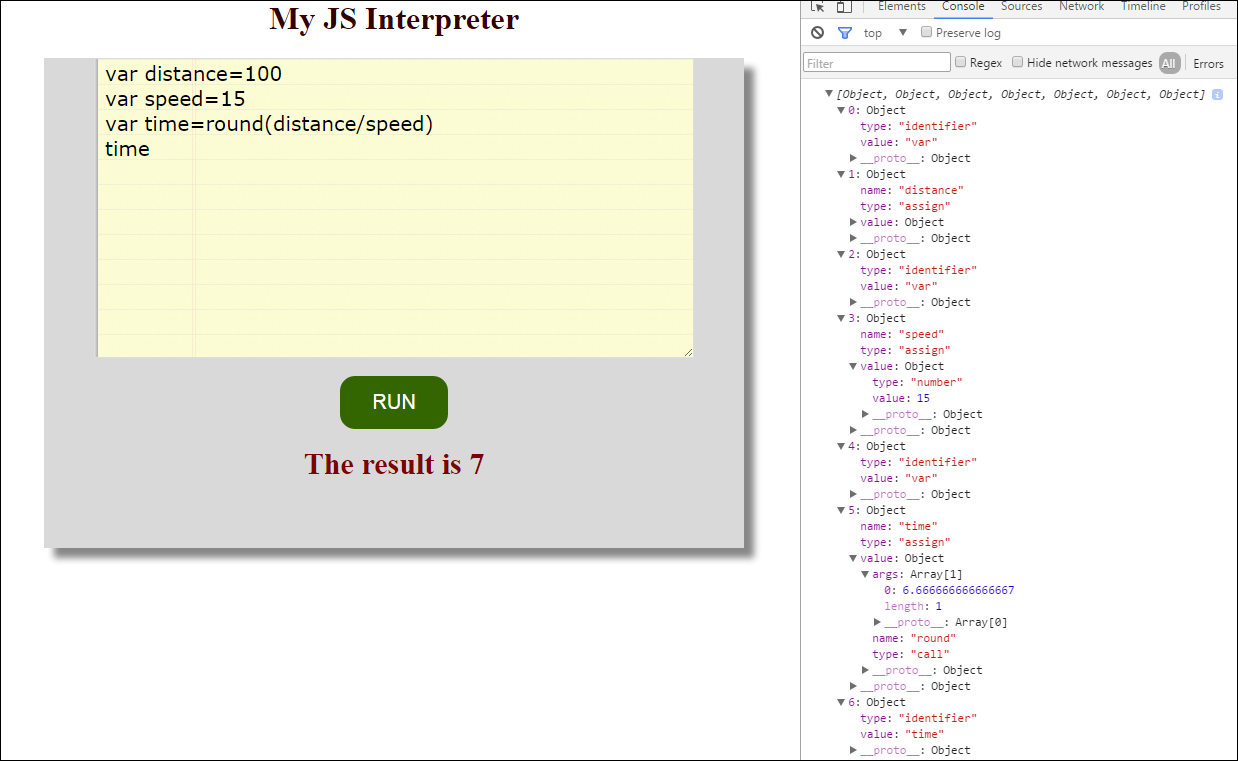 My JS Interpreter
var distance=100
var speed=15
var time=round(distance/speed)
time
RUN
The result is 7
Elements Console Sources Network Timeline Profiles
top Preserve log
Filter Regex Hide network messages All Errors
[Object, Object, Object, Object, Object, Object, Object] i
0: Object
type: "identifier"
value: "var"
__proto__: Object
1: Object
name: "distance"
type: "assign"
value: Object
__proto__: Object
2: Object
type: "identifier"
value: "var"
__proto__: Object
3: Object
name: "speed"
type: "assign"
value: Object
type: "number"
value: 15
__proto__: Object
__proto__: Object
4: Object
type: "identifier"
value: "var"
__proto__: Object
5: Object
name: "time"
type: "assign"
value: Object
args: Array[1]
0: 6.666666666666667
length: 1
__proto__: Array[0]
name: "round"
type: "call"
__proto__: Object
__proto__: Object
6: Object
type: "identifier"
value: "time"
__proto__: Object